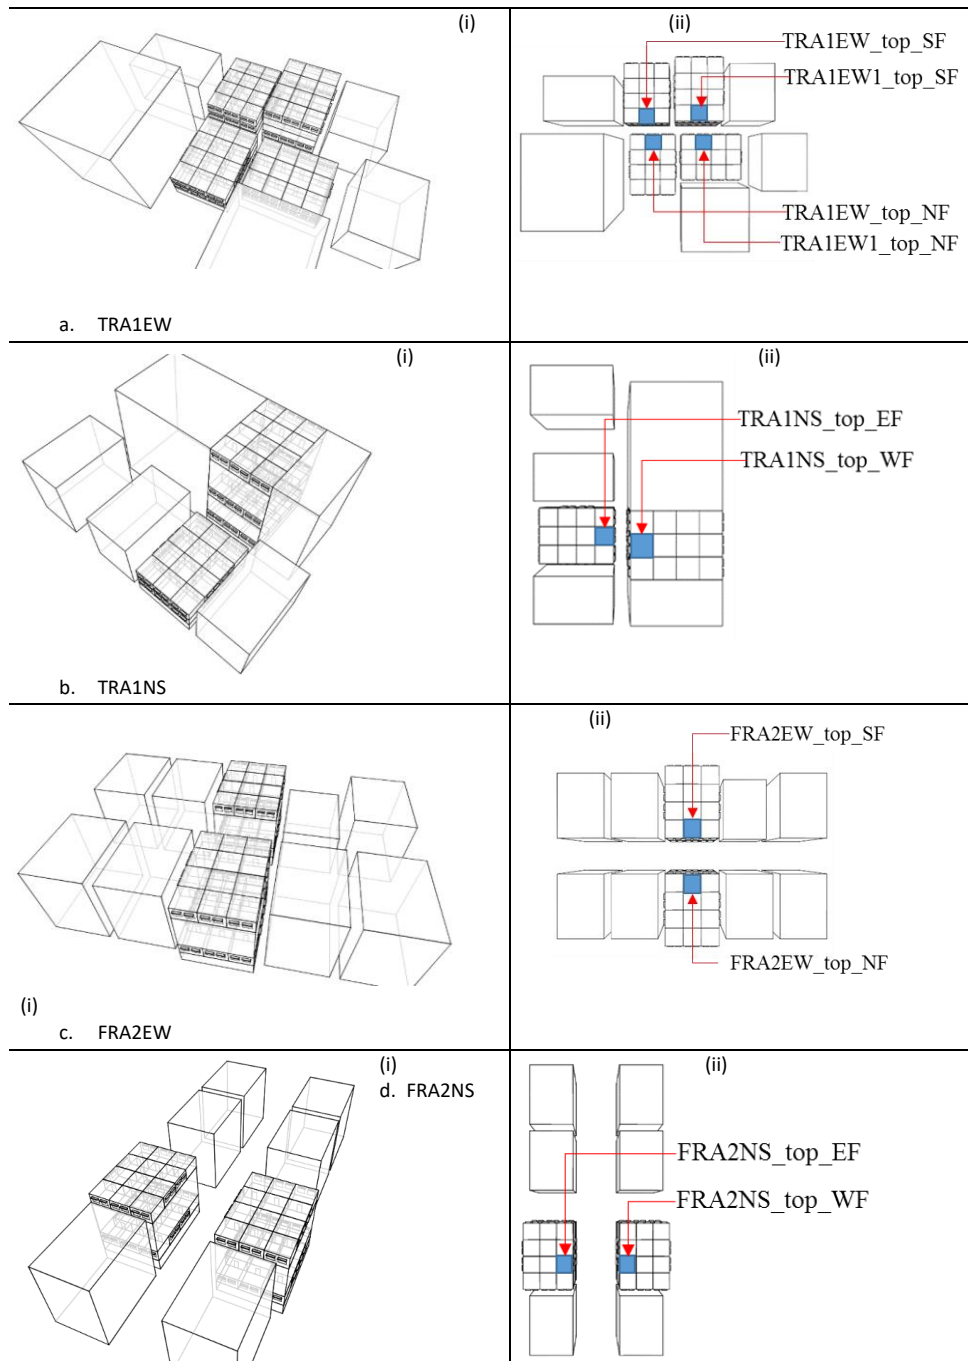 (i)
(ii)
TRA1EW_top_SF
TRA1EW1_top_SF
TRA1EW_top_NF
TRA1EW1_top_NF
a. TRA1EW
(i)
(ii)
TRA1NS_top_EF
TRA1NS_top_WF
b. TRA1NS
(ii)
FRA2EW_top_SF
FRA2EW_top_NF
(i)
c. FRA2EW
(i)
d. FRA2NS
(ii)
FRA2NS_top_EF
FRA2NS_top_WF